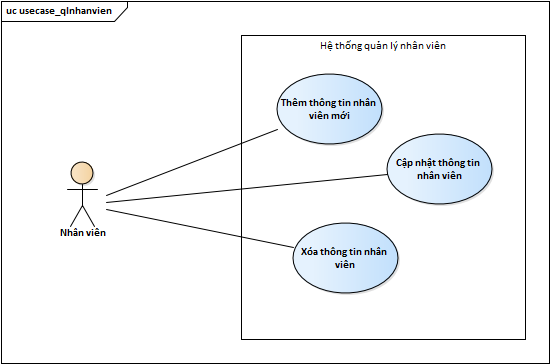 uc usecase_qlnhanvien
Hệ thống quản lý nhân viên
Thêm thông tin nhân
viên mới
Cập nhật thông tin
nhân viên
Nhân viên
Xóa thông tin nhân
viên